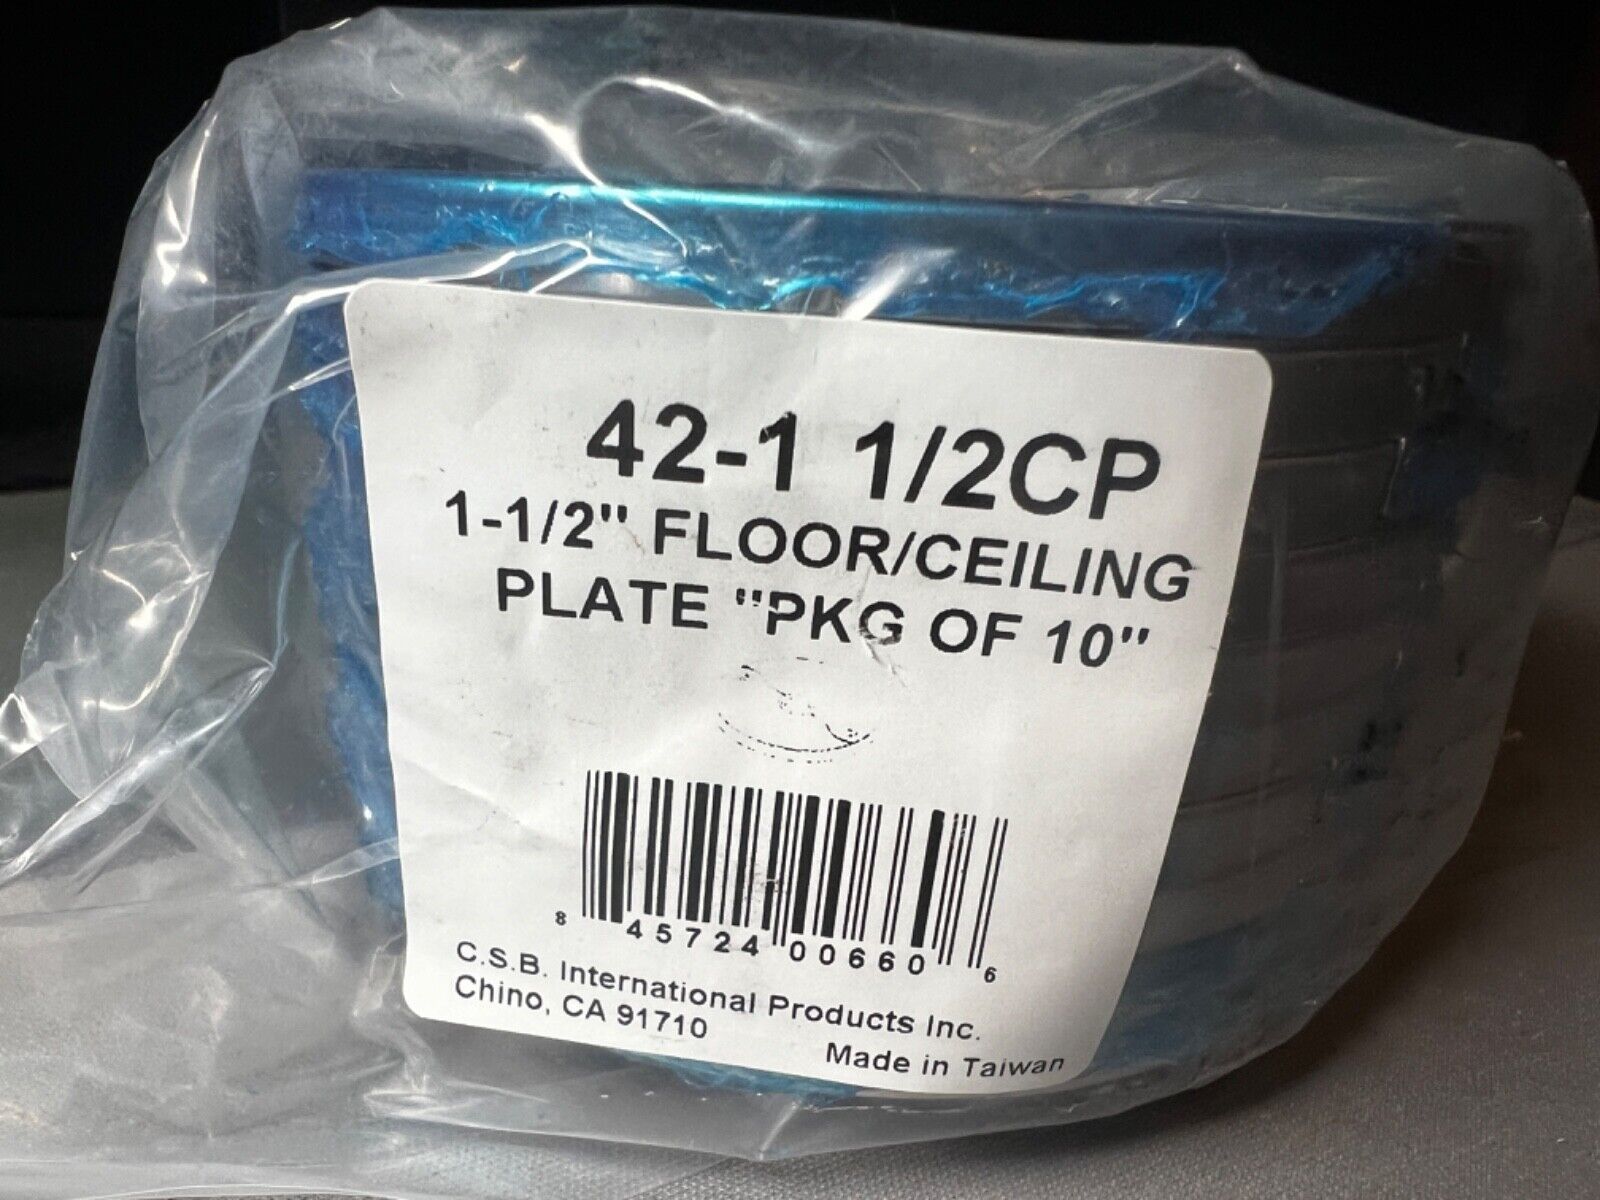 42-1 1/2CP
1-1/2" FLOOR/CEILING
PLATE "PKG OF 10"
8 45724 00660 6
C.S.B. International Products Inc.
Chino, CA 91710
Made in Taiwan